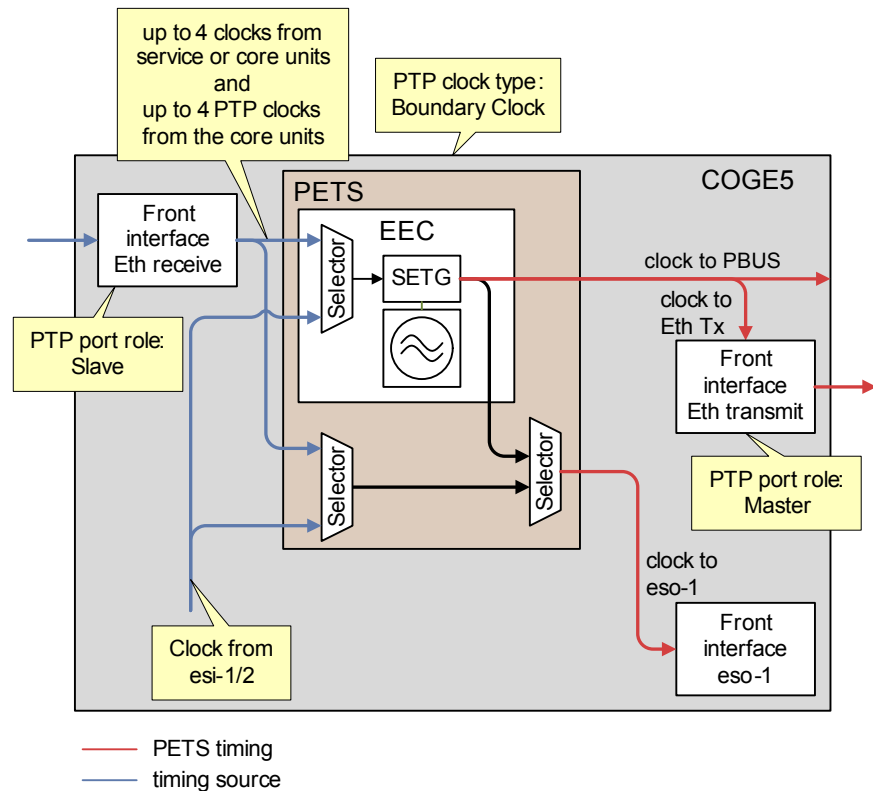 up to 4 clocks from
service or core units
and
up to 4 PTP clocks
from the core units
PTP clock type:
Boundary Clock
COGE5
PETS
Front
interface
Eth receive
EEC
Selector
SETG
clock to PBUS
clock to
Eth Tx
PTP port role:
Slave
Front
interface
Eth transmit
Selector
Selector
PTP port role:
Master
clock to
eso-1
Clock from
esi-1/2
Front
interface
eso-1
PETS timing
timing source